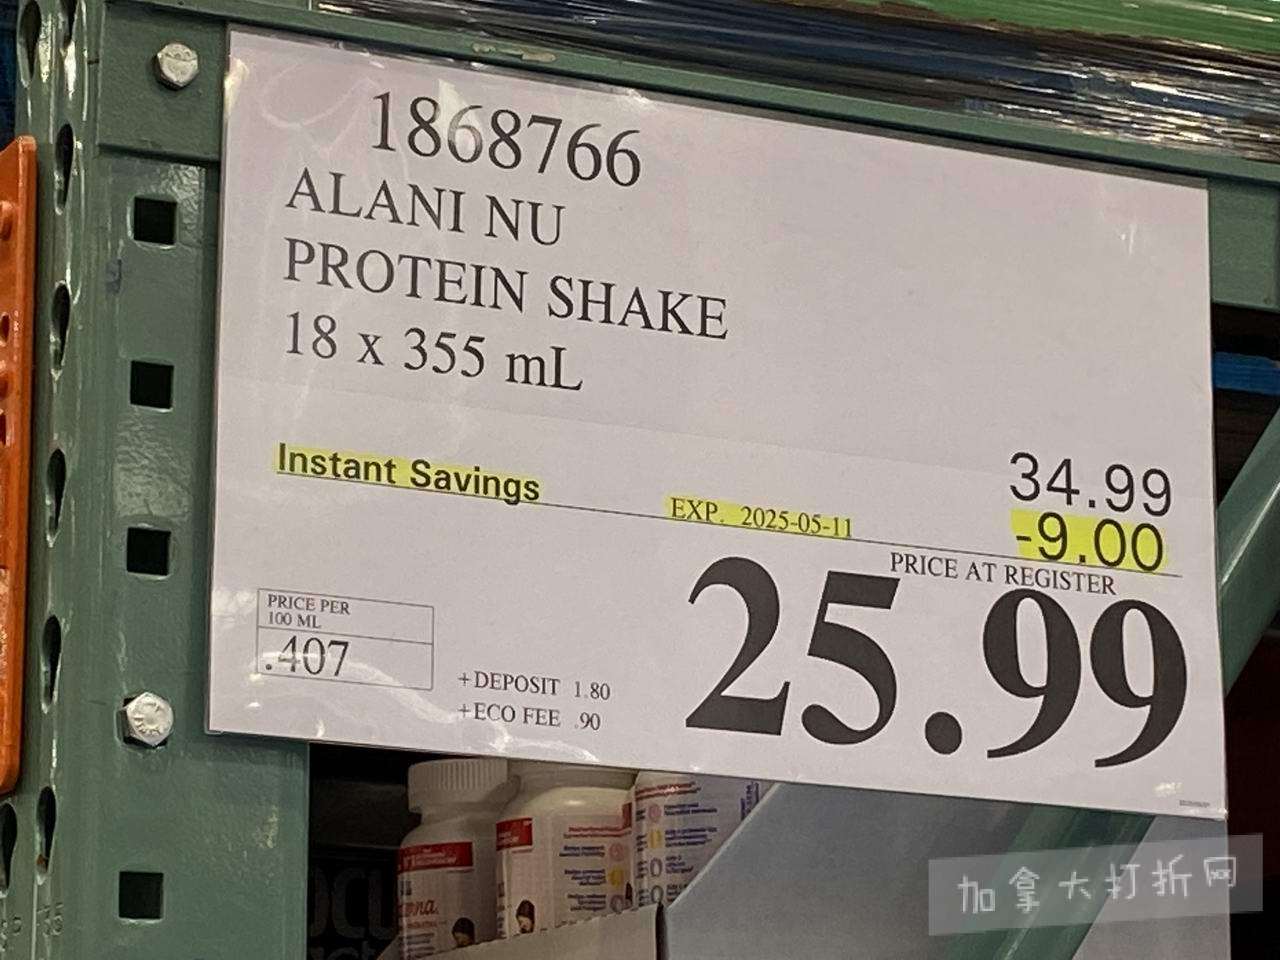 1868766
ALANI NU
PROTEIN SHAKE
18 x 355 mL
34.99
Instant Savings
EXP. 2025-05-11
-9.00
PRICE AT REGISTER
25.99
PRICE PER
100 ML
.407
+DEPOSIT 1.80
+ECO FEE .90
加拿大打折网